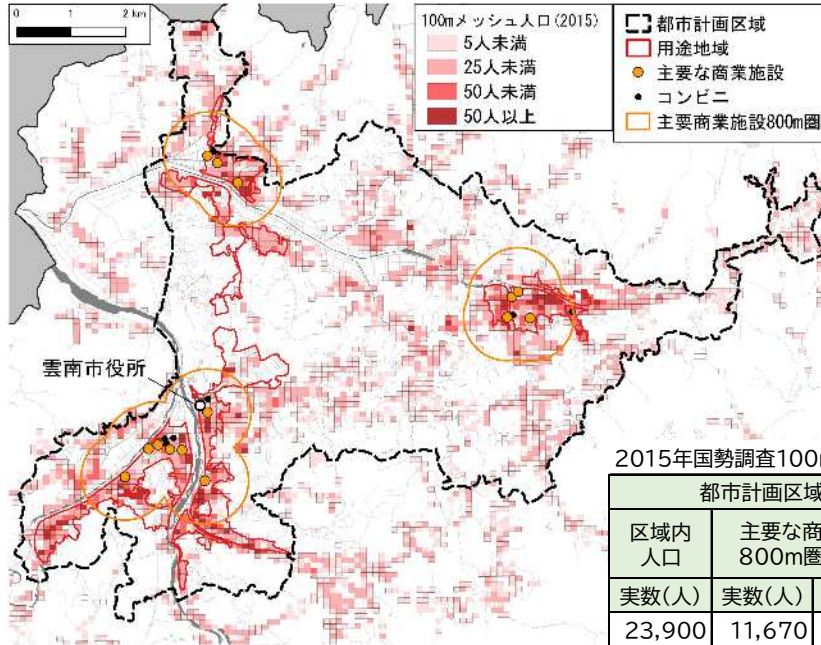 0 1 2 km
100mメッシュ人口(2015)
5人未満
25人未満
50人未満
50人以上
都市計画区域
用途地域
主要な商業施設
コンビニ
主要商業施設800m圏
雲南市役所
2015年国勢調査100
都市計画区域
区域内
人口
主要な商
800m圏
実数(人)
実数(人)
23,900
11,670